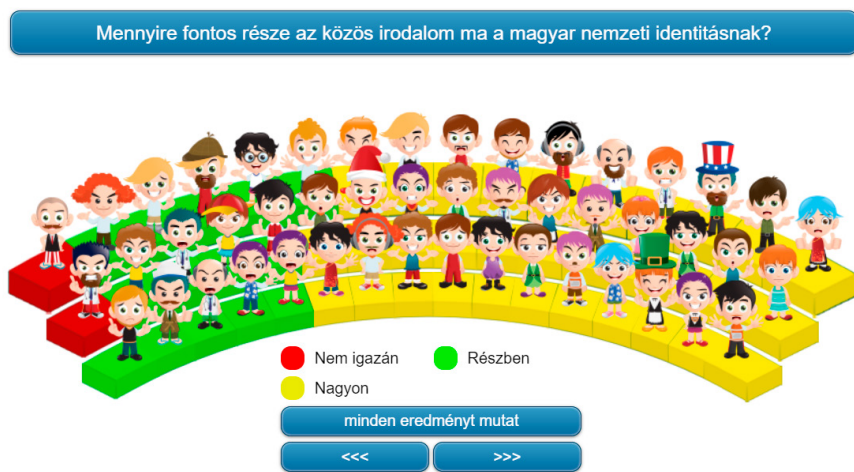 Mennyire fontos része az közös irodalom ma a magyar nemzeti identitásnak?
Nem igazán
Részben
Nagyon
minden eredményt mutat
<<<
>>>